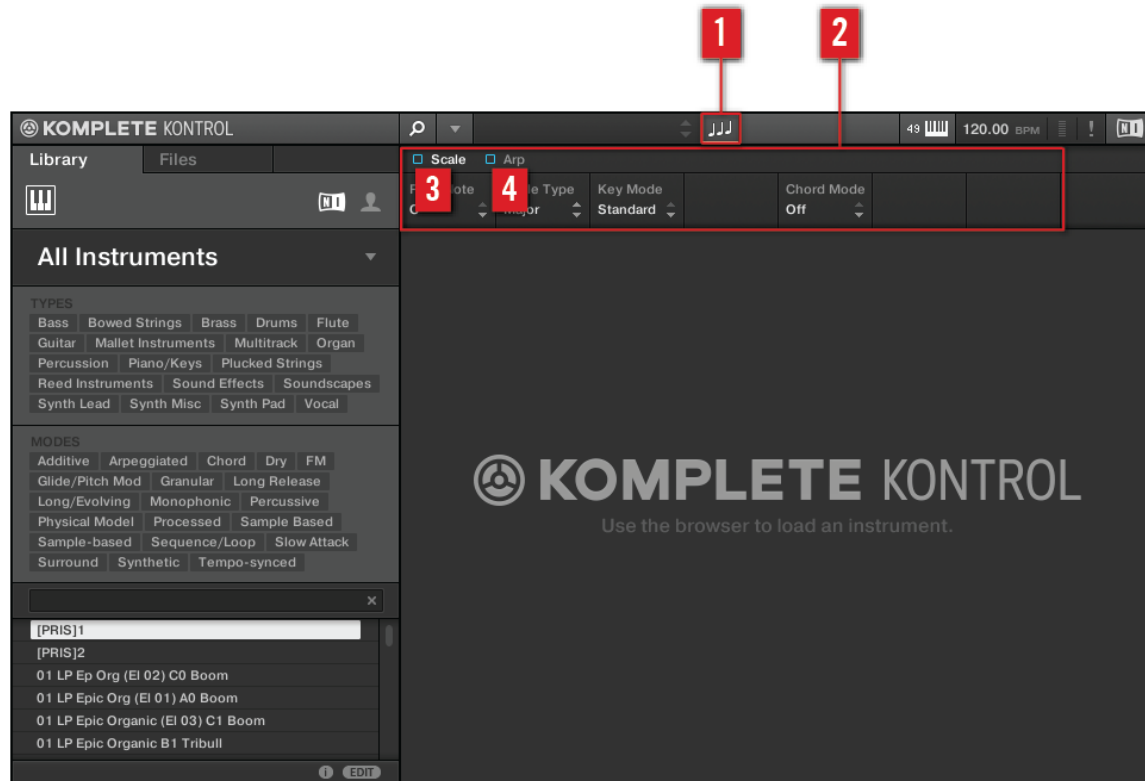 1 2
KOMPLETE KONTROL
49 120.00 BPM ! NI
Library Files
Scale Arp
3 4
NI
Key Mode Chord Mode
Major Standard Off
All Instruments
TYPES
Bass Bowed Strings Brass Drums Flute
Guitar Mallet Instruments Multitrack Organ
Percussion Piano/Keys Plucked Strings
Reed Instruments Sound Effects Soundscapes
Synth Lead Synth Misc Synth Pad Vocal
MODES
Additive Arpeggiated Chord Dry FM
Glide/Pitch Mod Granular Long Release
Long/Evolving Monophonic Percussive
Physical Model Processed Sample Based
Sample-based Sequence/Loop Slow Attack
Surround Synthetic Tempo-synced
KOMPLETE KONTROL
Use the browser to load an instrument.
[PRIS]1
[PRIS]2
01 LP Ep Org (El 02) C0 Boom
01 LP Epic Org (El 01) A0 Boom
01 LP Epic Organic (El 03) C1 Boom
01 LP Epic Organic B1 Tribull
i EDIT